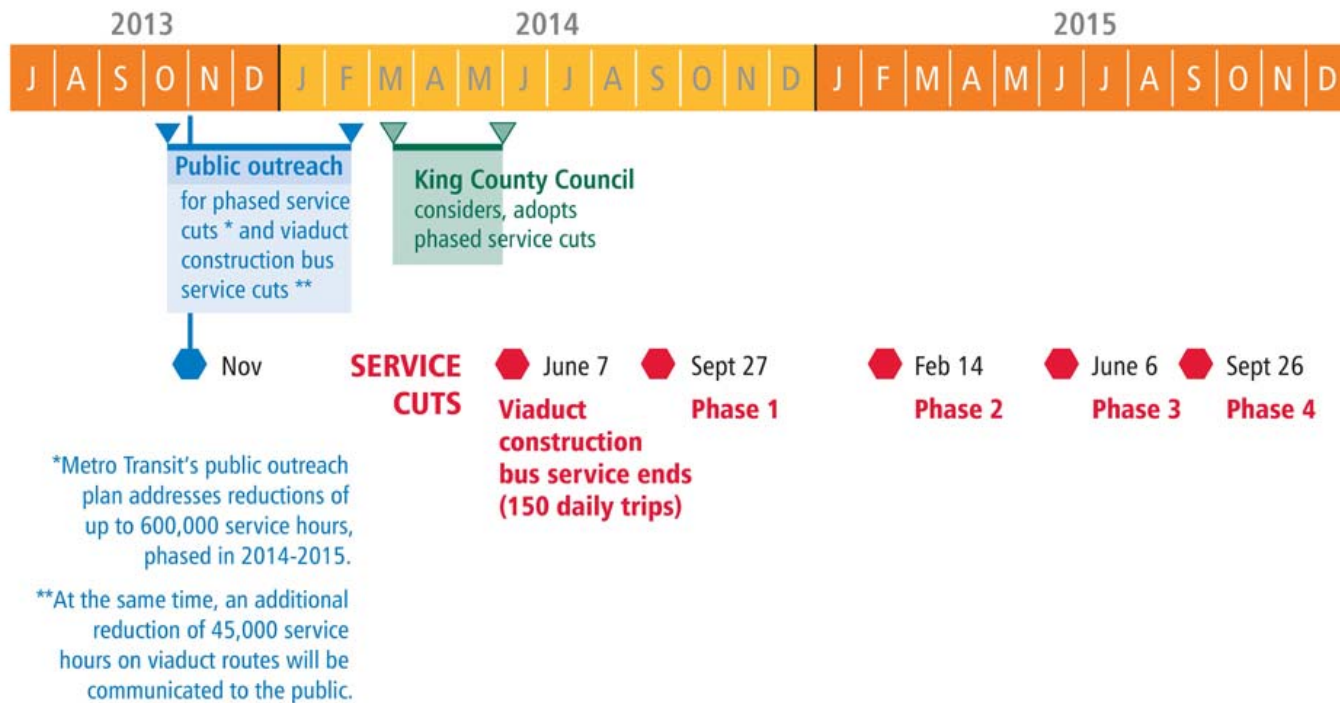 2013 2014 2015
J A S O N D J F M A M J J A S O N D J F M A M J J A S O N D
Public outreach
for phased service
cuts * and viaduct
construction bus
service cuts **
King County Council
considers, adopts
phased service cuts
Nov
SERVICE
CUTS
June 7
Viaduct
construction
bus service ends
(150 daily trips)
Sept 27
Phase 1
Feb 14
Phase 2
June 6
Phase 3
Sept 26
Phase 4
*Metro Transit's public outreach
plan addresses reductions of
up to 600,000 service hours,
phased in 2014-2015.
**At the same time, an additional
reduction of 45,000 service
hours on viaduct routes will be
communicated to the public.